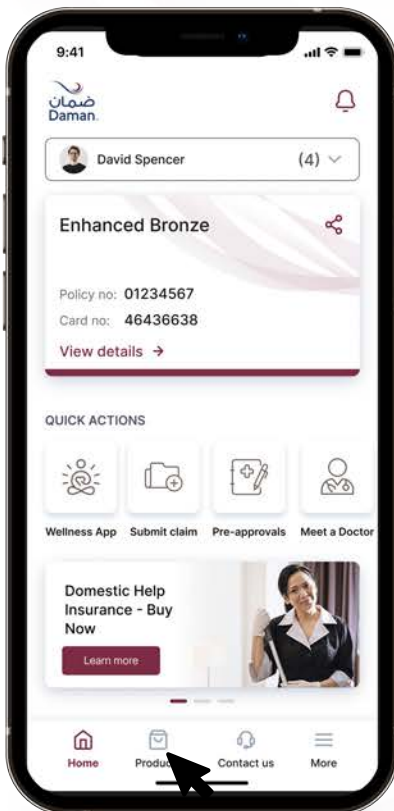 9:41
ضمان
Daman.
David Spencer (4)
Enhanced Bronze
Policy no: 01234567
Card no: 46436638
View details →
QUICK ACTIONS
Wellness App Submit claim Pre-approvals Meet a Doctor
Domestic Help
Insurance - Buy
Now
Learn more
Home Contact us More